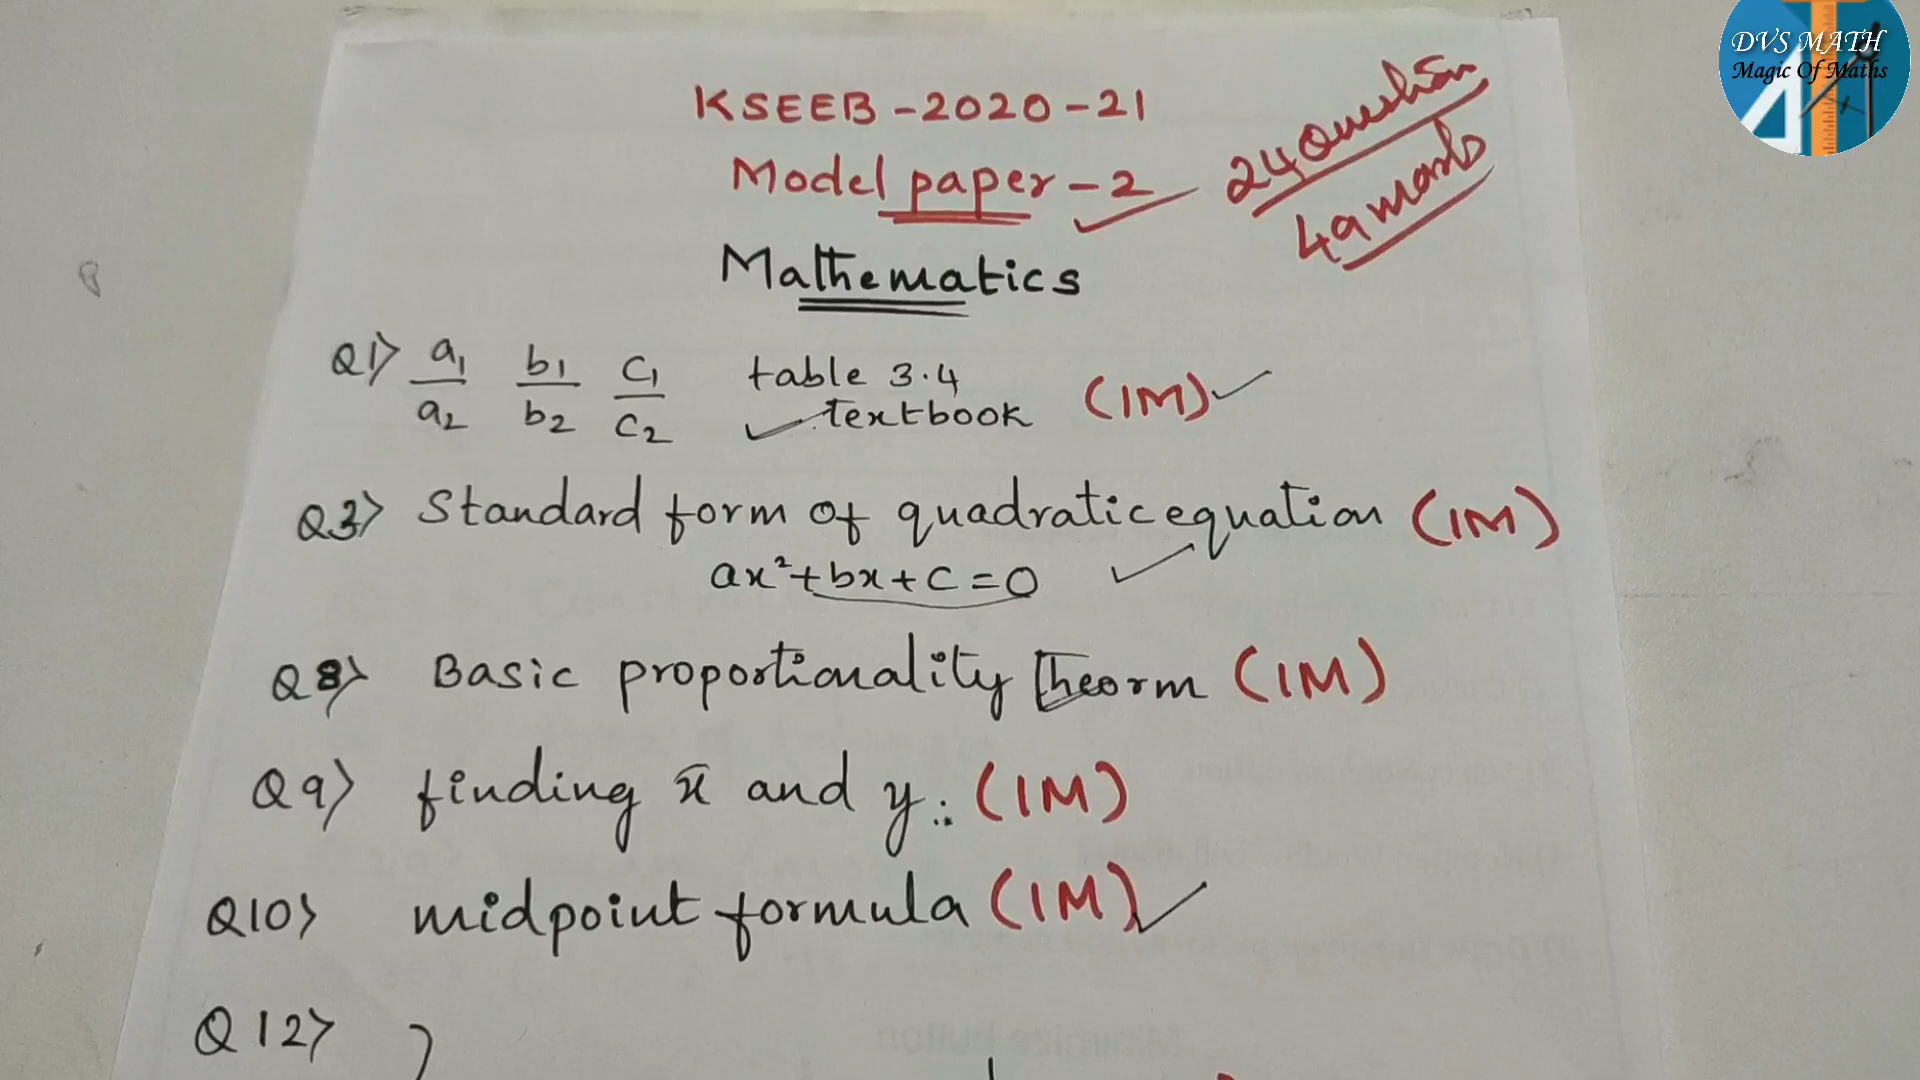 DVS MATH
Magic Of Maths
KSEEB -2020-21
Model paper -2
24 Question
49 marks
Mathematics
Q1> a1/a2 b1/b2 c1/c2 table 3.4
textbook (1M)
Q3> Standard form of quadratic equation (1M)
ax²+bx+c=0
Q8> Basic proportionality theorm (1M)
Q9> finding x and y: (1M)
Q10> midpoint formula (1M)
Q12>